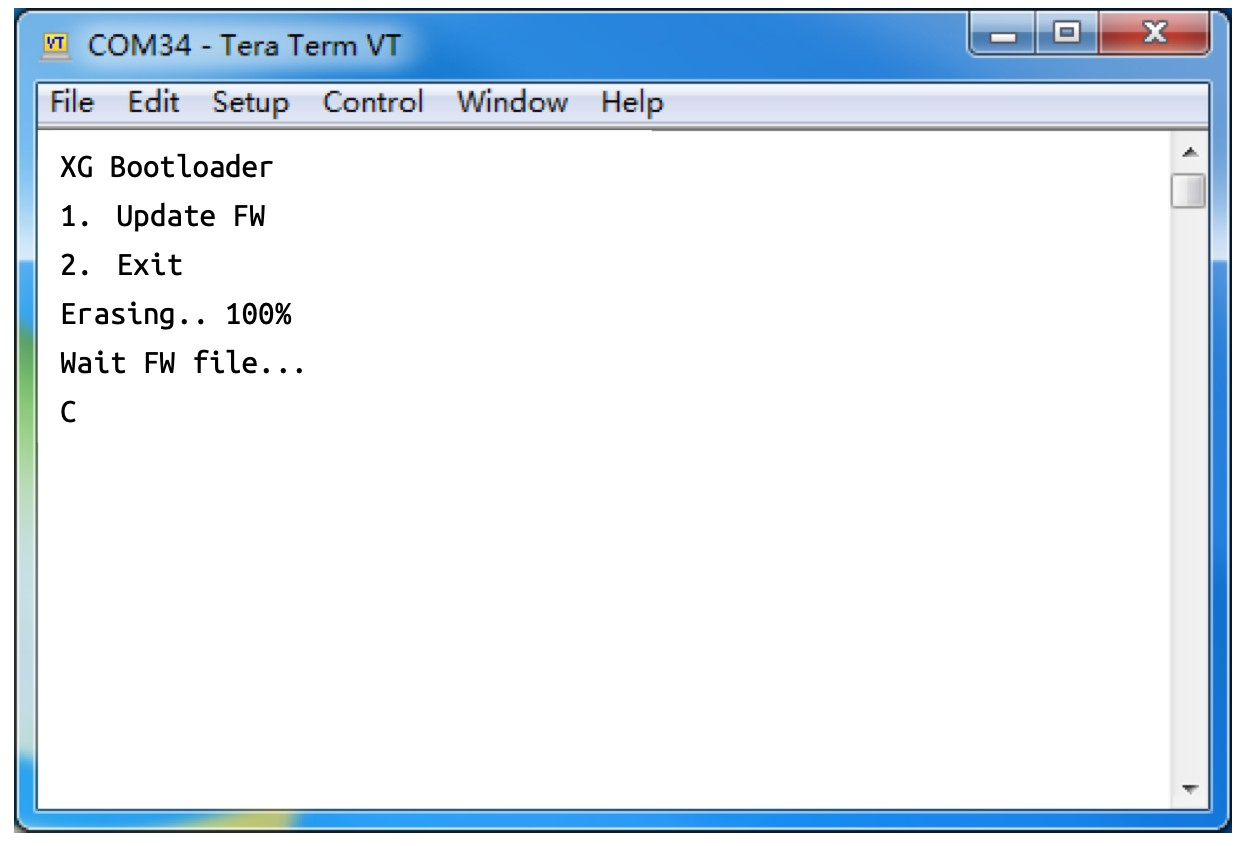 VT COM34 - Tera Term VT
File Edit Setup Control Window Help
XG Bootloader
1. Update FW
2. Exit
Erasing.. 100%
Wait FW file...
C